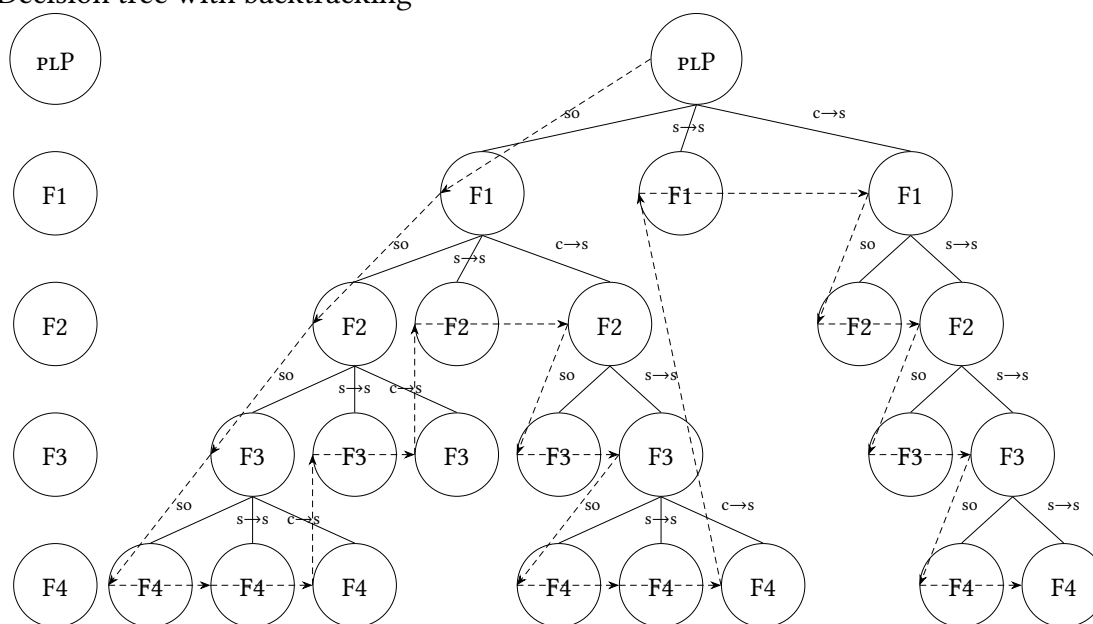 Decision tree with backtracking
PLP PLP
so s→s c→s
F1 F1 F1 F1
so s→s c→s so s→s
F2 F2 F2 F2 F2 F2
so s→s c→s so s→s so s→s
F3 F3 F3 F3 F3 F3 F3 F3
so s→s c→s so s→s c→s so s→s
F4 F4 F4 F4 F4 F4 F4 F4 F4